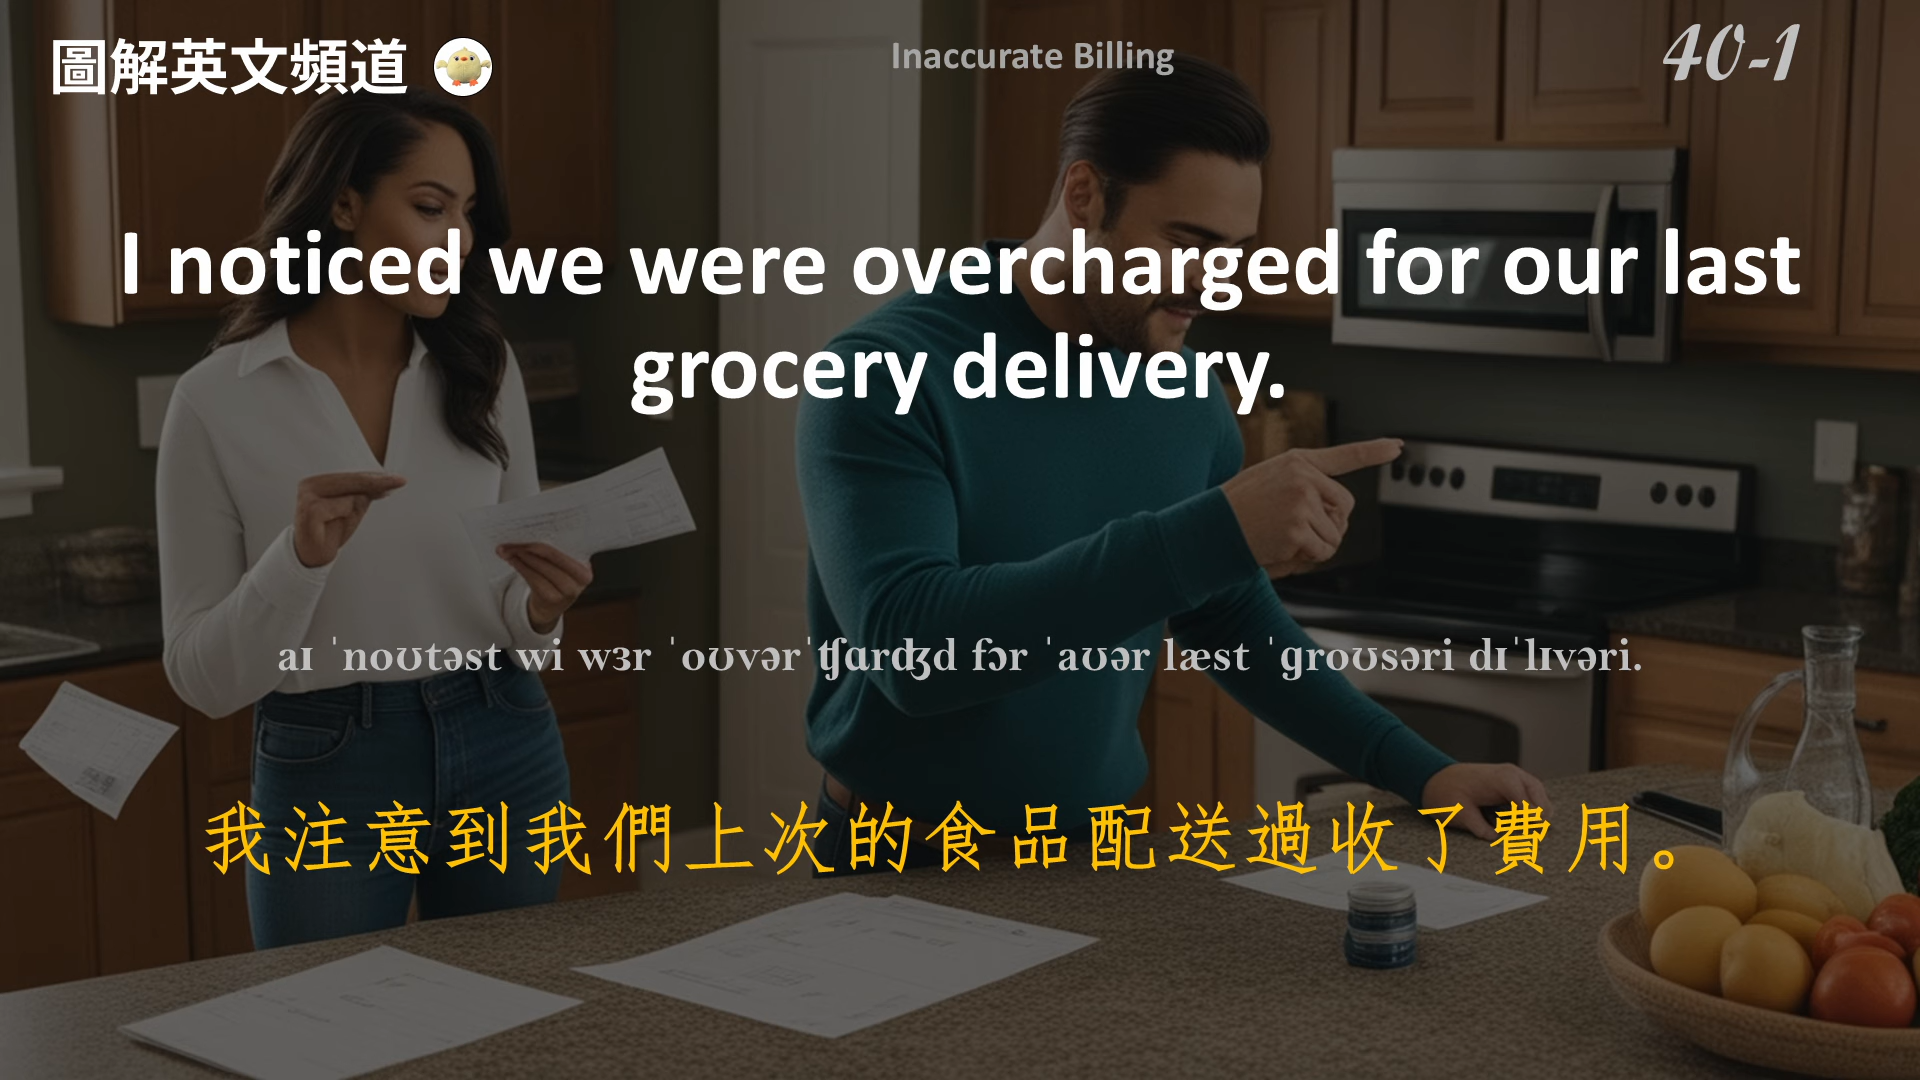 圖解英文頻道
Inaccurate Billing
40-1
I noticed we were overcharged for our last
grocery delivery.
aɪ ˈnoʊtəst wi wɜr ˈoʊvərˈʧɑrʤd fɔr ˈaʊər læst ˈgroʊsəri dɪˈlɪvəri.
我注意到我們上次的食品配送過收了費用。